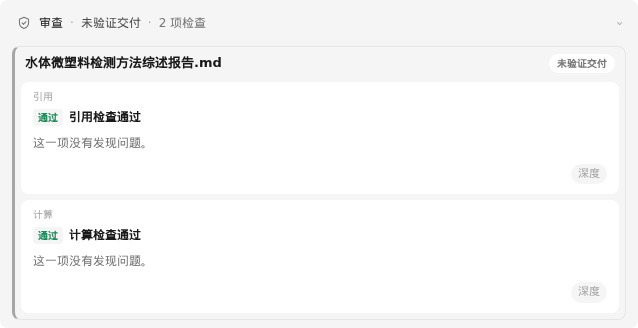 审查 · 未验证交付 · 2 项检查
水体微塑料检测方法综述报告.md 未验证交付
引用
通过 引用检查通过
这一项没有发现问题。
深度
计算
通过 计算检查通过
这一项没有发现问题。
深度